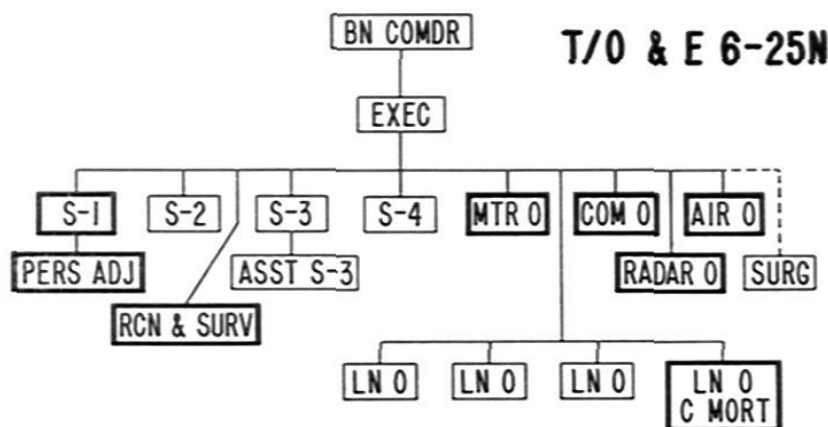 BN COMDR
T/O & E 6-25N
EXEC
S-1
S-2
S-3
S-4
MTR O
COM O
AIR O
PERS ADJ
ASST S-3
RADAR O
SURG
RCN & SURV
LN O
LN O
LN O
LN O
C MORT